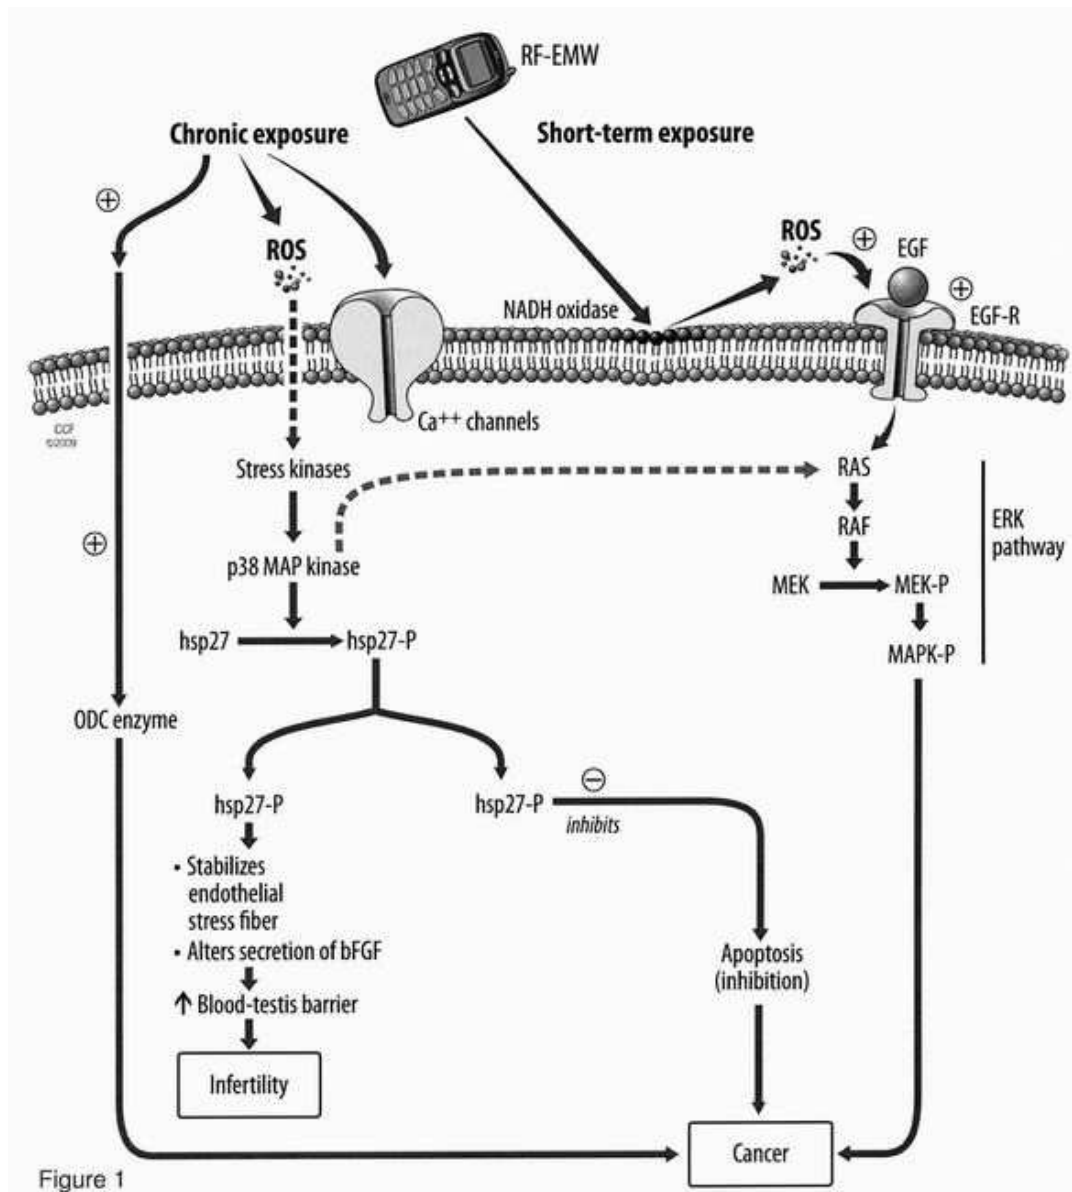 RF-EMW
Chronic exposure
Short-term exposure
ROS
ROS
EGF
NADH oxidase
EGF-R
Ca++ channels
CCF
©2009
Stress kinases
RAS
RAF
ERK
pathway
p38 MAP kinase
MEK
MEK-P
hsp27
hsp27-P
MAPK-P
ODC enzyme
hsp27-P
hsp27-P
inhibits
• Stabilizes
endothelial
stress fiber
• Alters secretion of bFGF
↑ Blood-testis barrier
Apoptosis
(inhibition)
Infertility
Cancer
Figure 1